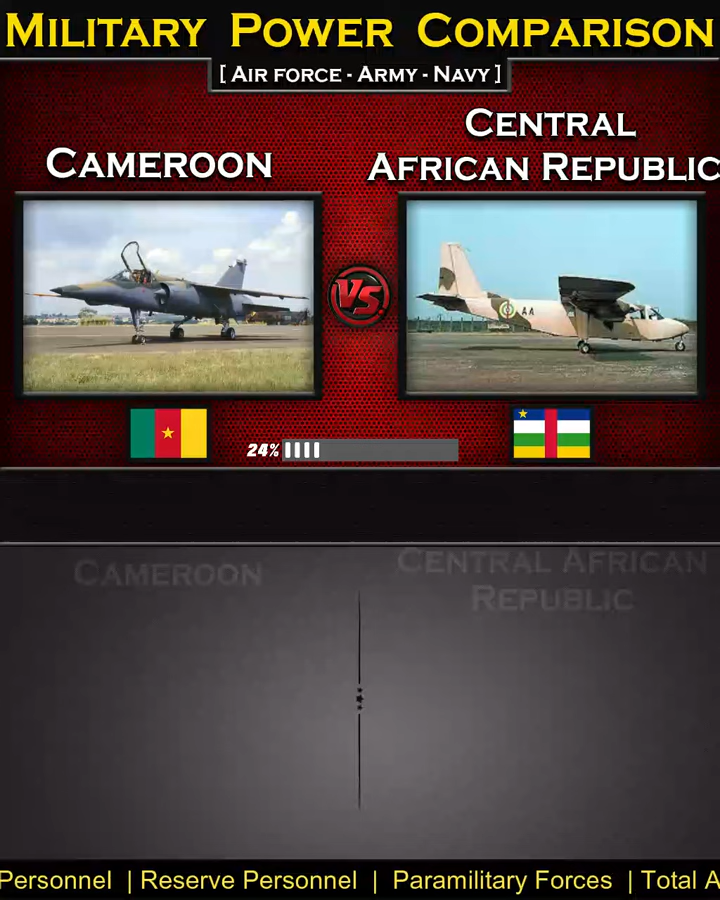 MILITARY POWER COMPARISON
[ AIR FORCE - ARMY - NAVY ]
CAMEROON
CENTRAL
AFRICAN REPUBLIC
VS
AA
24%
CAMEROON
CENTRAL AFRICAN
REPUBLIC
Personnel | Reserve Personnel | Paramilitary Forces | Total A